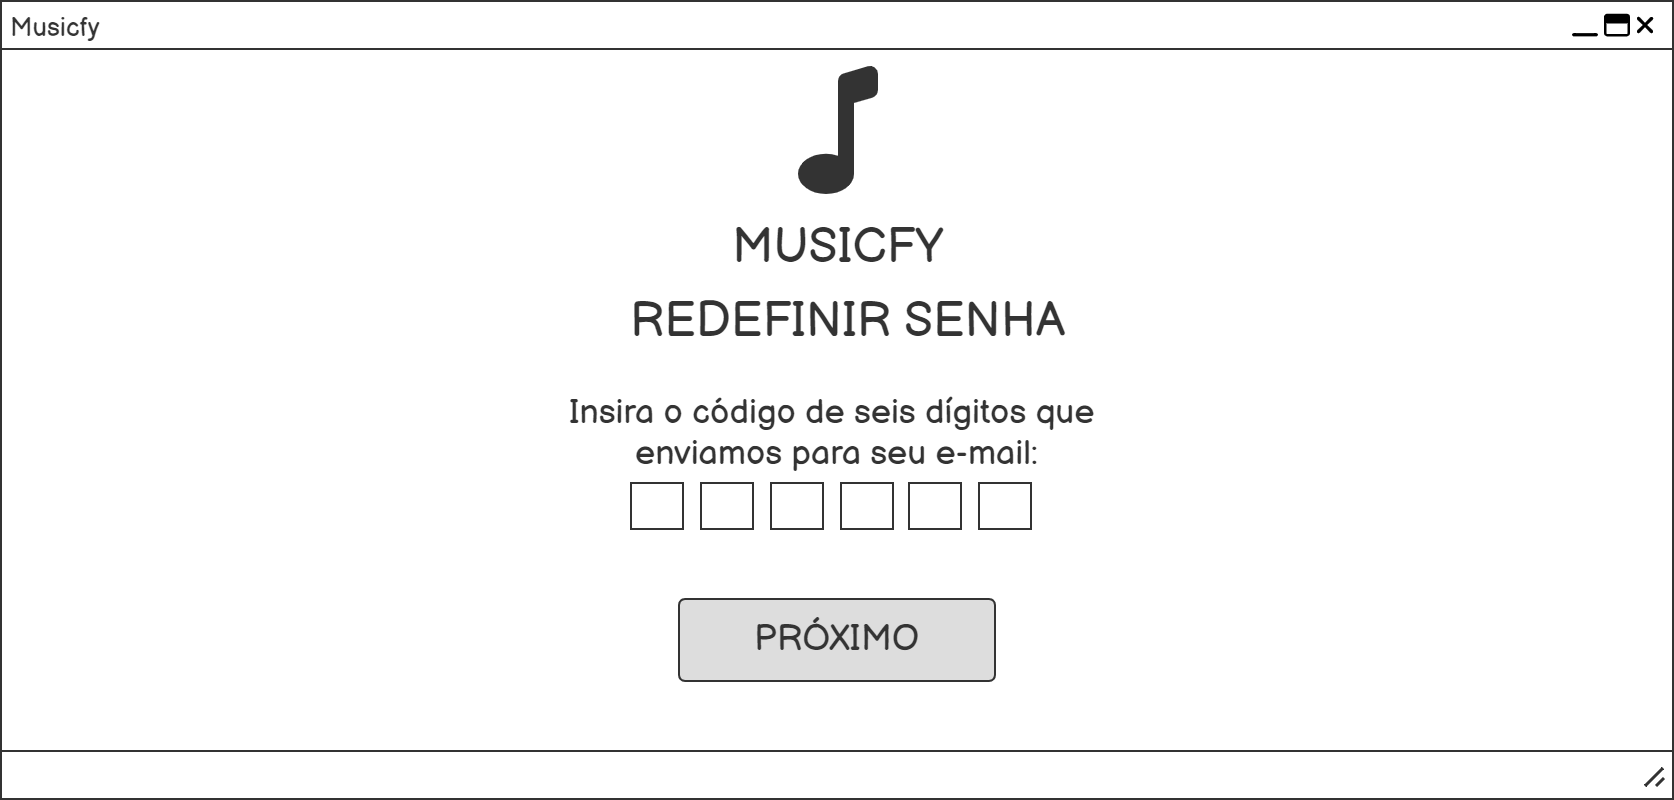 Musicfy
MUSICFY
REDEFINIR SENHA
Insira o código de seis dígitos que
enviamos para seu e-mail:
PRÓXIMO